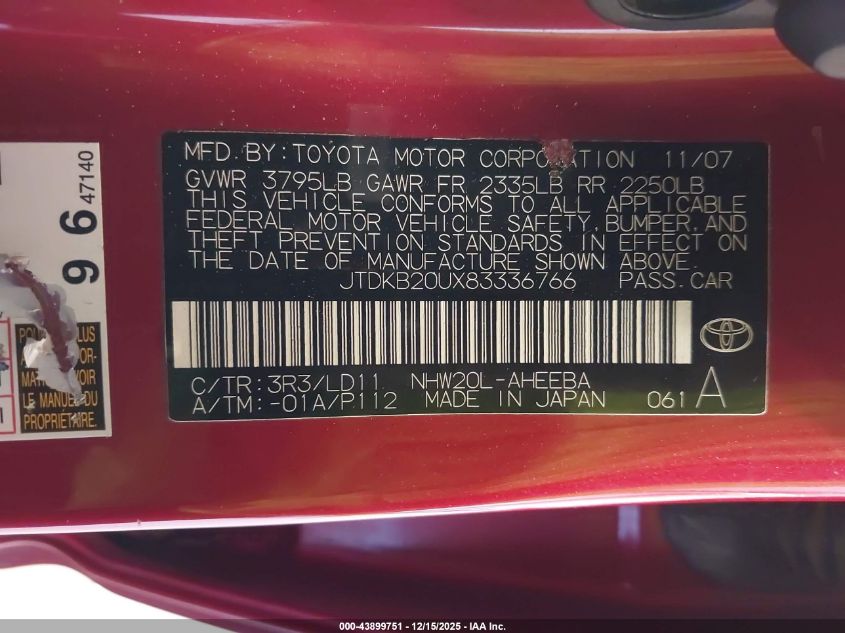 MFD. BY: TOYOTA MOTOR CORPORATION 11/07
GVWR 3795LB GAWR FR 2335LB RR 2250LB
THIS VEHICLE CONFORMS TO ALL APPLICABLE
FEDERAL MOTOR VEHICLE SAFETY, BUMPER, AND
THEFT PREVENTION STANDARDS IN EFFECT ON
THE DATE OF MANUFACTURE SHOWN ABOVE.
JTDKB20UX83336766 PASS. CAR
C/TR: 3R3/LD11 NHW20L-AHEEBA
A/TM: -01A/P112 MADE IN JAPAN 061 A
96
47140
PLUS
VOIR
LE MANUEL DU
PROPRIÉTAIRE.
000-43899751 - 12/15/2025 - IAA Inc.